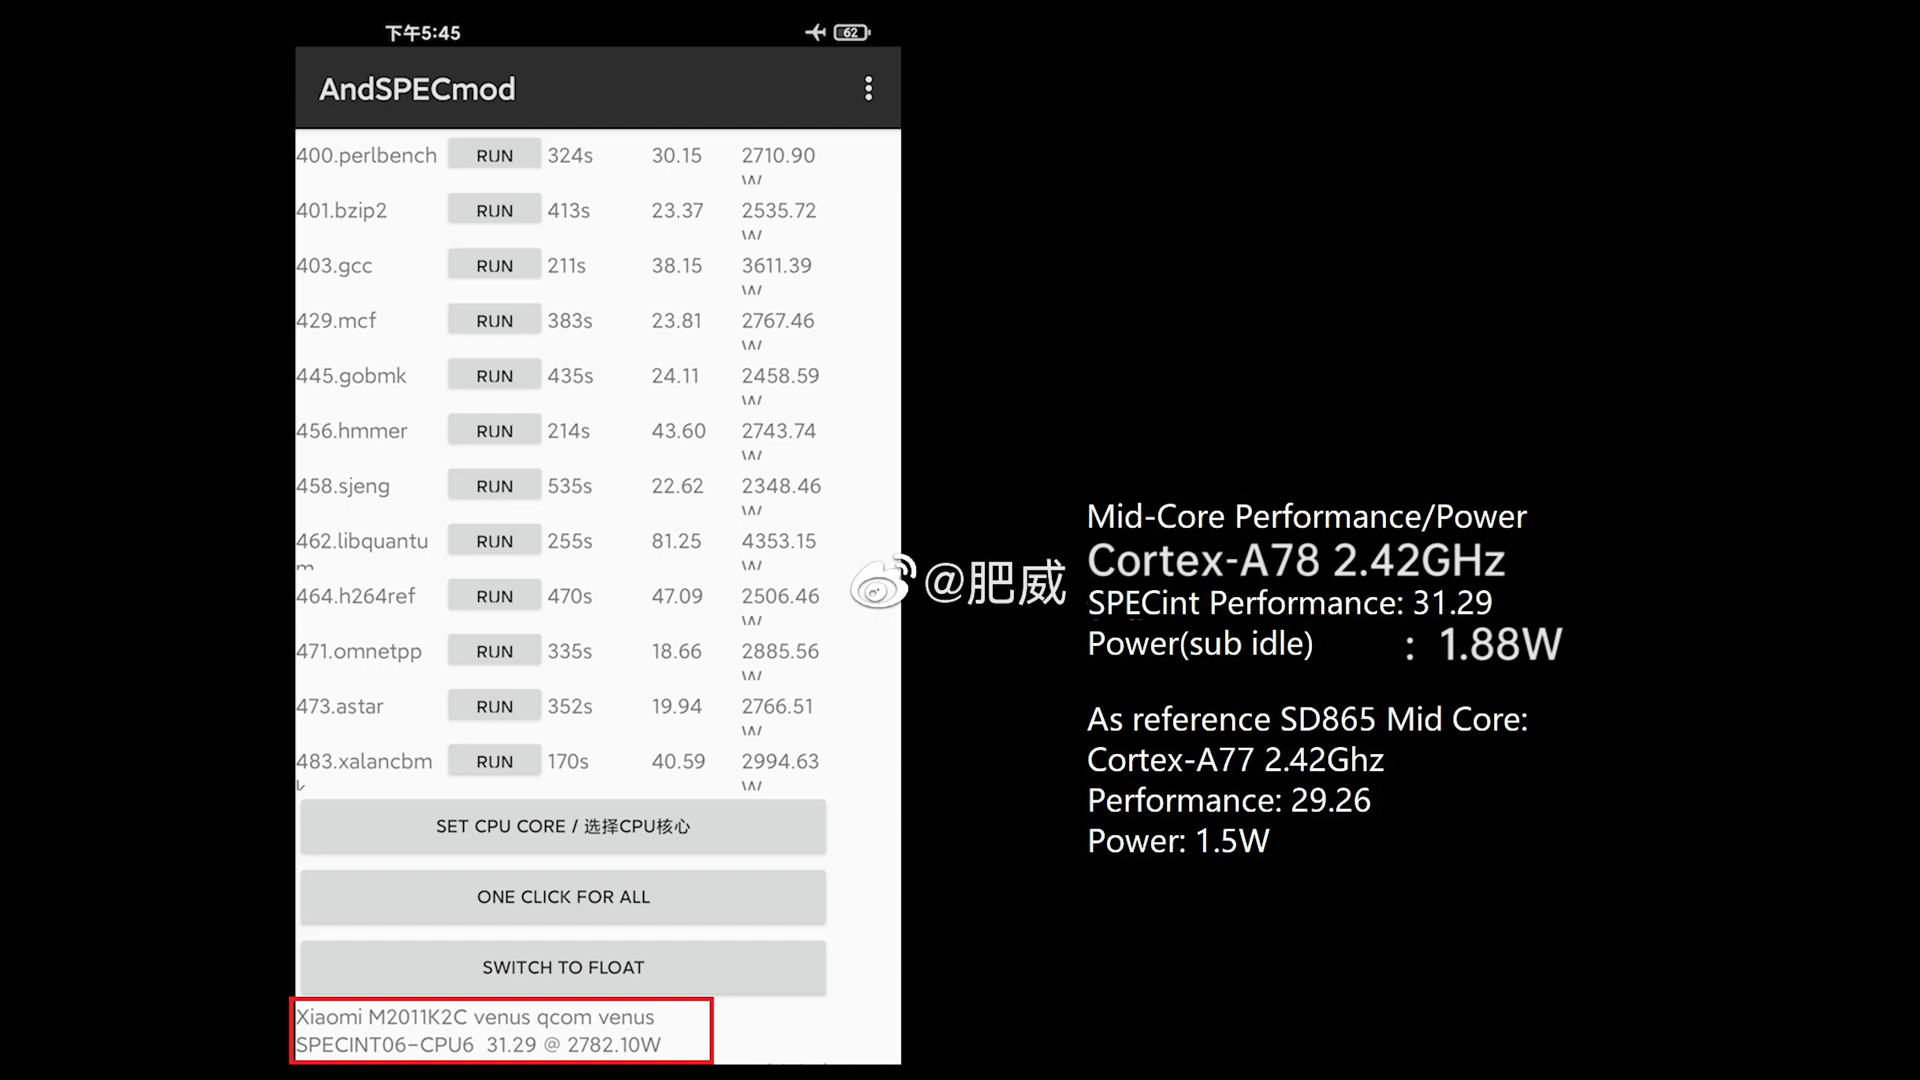 下午5:45
62
AndSPECmod
400.perlbench RUN 324s 30.15 2710.90
W
401.bzip2 RUN 413s 23.37 2535.72
W
403.gcc RUN 211s 38.15 3611.39
W
429.mcf RUN 383s 23.81 2767.46
W
445.gobmk RUN 435s 24.11 2458.59
W
456.hmmer RUN 214s 43.60 2743.74
W
458.sjeng RUN 535s 22.62 2348.46
W
462.libquantu RUN 255s 81.25 4353.15
m W
464.h264ref RUN 470s 47.09 2506.46
W
471.omnetpp RUN 335s 18.66 2885.56
W
473.astar RUN 352s 19.94 2766.51
W
483.xalancbm RUN 170s 40.59 2994.63
k W
SET CPU CORE / 选择CPU核心
ONE CLICK FOR ALL
SWITCH TO FLOAT
Xiaomi M2011K2C venus qcom venus
SPECINT06-CPU6 31.29 @ 2782.10W
@肥威
Mid-Core Performance/Power
Cortex-A78 2.42GHz
SPECint Performance: 31.29
Power(sub idle) : 1.88W
As reference SD865 Mid Core:
Cortex-A77 2.42Ghz
Performance: 29.26
Power: 1.5W